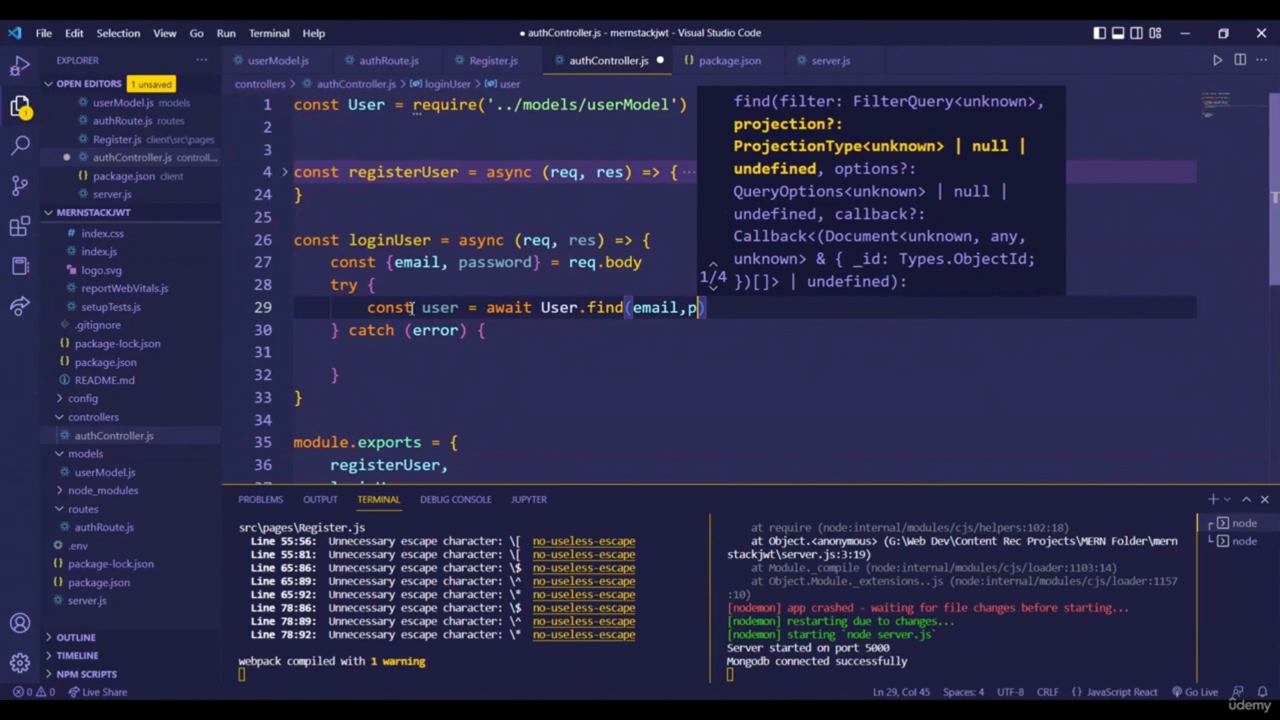 File Edit Selection View Go Run Terminal Help
● authController.js - mernstackjwt - Visual Studio Code
EXPLORER ···
OPEN EDITORS 1 unsaved
userModel.js models
authRoute.js routes
Register.js client\src\pages
● authController.js controll...
{} package.json client
server.js
MERNSTACKJWT
index.css
index.js
logo.svg
reportWebVitals.js
setupTests.js
.gitignore
{} package-lock.json
{} package.json
README.md
config
controllers
authController.js
models
userModel.js
node_modules
routes
authRoute.js
.env
{} package-lock.json
{} package.json
server.js
OUTLINE
TIMELINE
NPM SCRIPTS
userModel.js authRoute.js Register.js authController.js ● {} package.json server.js
controllers > authController.js > loginUser > user
1 const User = require('../models/userModel')
2
3
4 const registerUser = async (req, res) => { ···
24 }
25
26 const loginUser = async (req, res) => {
27 const {email, password} = req.body
28 try {
29 const user = await User.find(email,p)
30 } catch (error) {
31
32 }
33 }
34
35 module.exports = {
36 registerUser,
find(filter: FilterQuery<unknown>,
projection?:
ProjectionType<unknown> | null |
undefined, options?:
QueryOptions<unknown> | null |
undefined, callback?:
Callback<(Document<unknown, any,
unknown> & { _id: Types.ObjectId;
1/4 })[]> | undefined):
PROBLEMS OUTPUT TERMINAL DEBUG CONSOLE JUPYTER
src\pages\Register.js
Line 55:56: Unnecessary escape character: \[ no-useless-escape
Line 55:81: Unnecessary escape character: \[ no-useless-escape
Line 65:86: Unnecessary escape character: \$ no-useless-escape
Line 65:89: Unnecessary escape character: \^ no-useless-escape
Line 65:92: Unnecessary escape character: \* no-useless-escape
Line 78:86: Unnecessary escape character: \$ no-useless-escape
Line 78:89: Unnecessary escape character: \^ no-useless-escape
Line 78:92: Unnecessary escape character: \* no-useless-escape
webpack compiled with 1 warning
at require (node:internal/modules/cjs/helpers:102:18)
at Object.<anonymous> (G:\Web Dev\Content Rec Projects\MERN Folder\mern
stackjwt\server.js:3:19)
at Module._compile (node:internal/modules/cjs/loader:1103:14)
at Object.Module._extensions..js (node:internal/modules/cjs/loader:1157
:10)
[nodemon] app crashed - waiting for file changes before starting...
[nodemon] restarting due to changes...
[nodemon] starting `node server.js`
Server started on port 5000
Mongodb connected successfully
node
node
0 0 Live Share
Ln 29, Col 45 Spaces: 4 UTF-8 CRLF {} JavaScript React Go Live
udemy